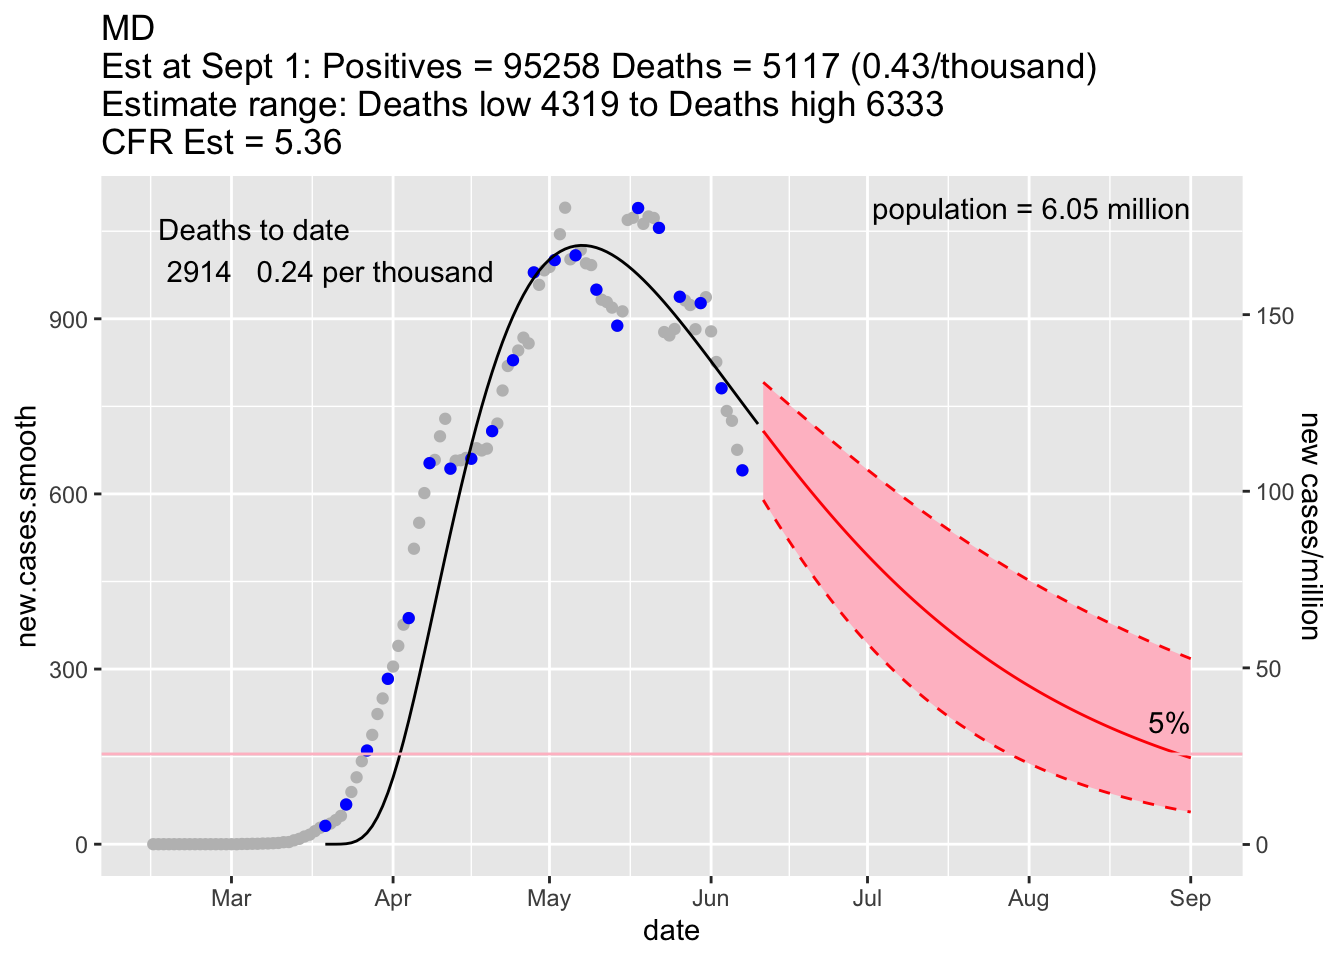 MD
Est at Sept 1: Positives = 95258 Deaths = 5117 (0.43/thousand)
Estimate range: Deaths low 4319 to Deaths high 6333
CFR Est = 5.36
population = 6.05 million
Deaths to date
2914 0.24 per thousand
900
600
300
0
new.cases.smooth
150
100
50
0
new cases/million
5%
Mar Apr May Jun Jul Aug Sep
date